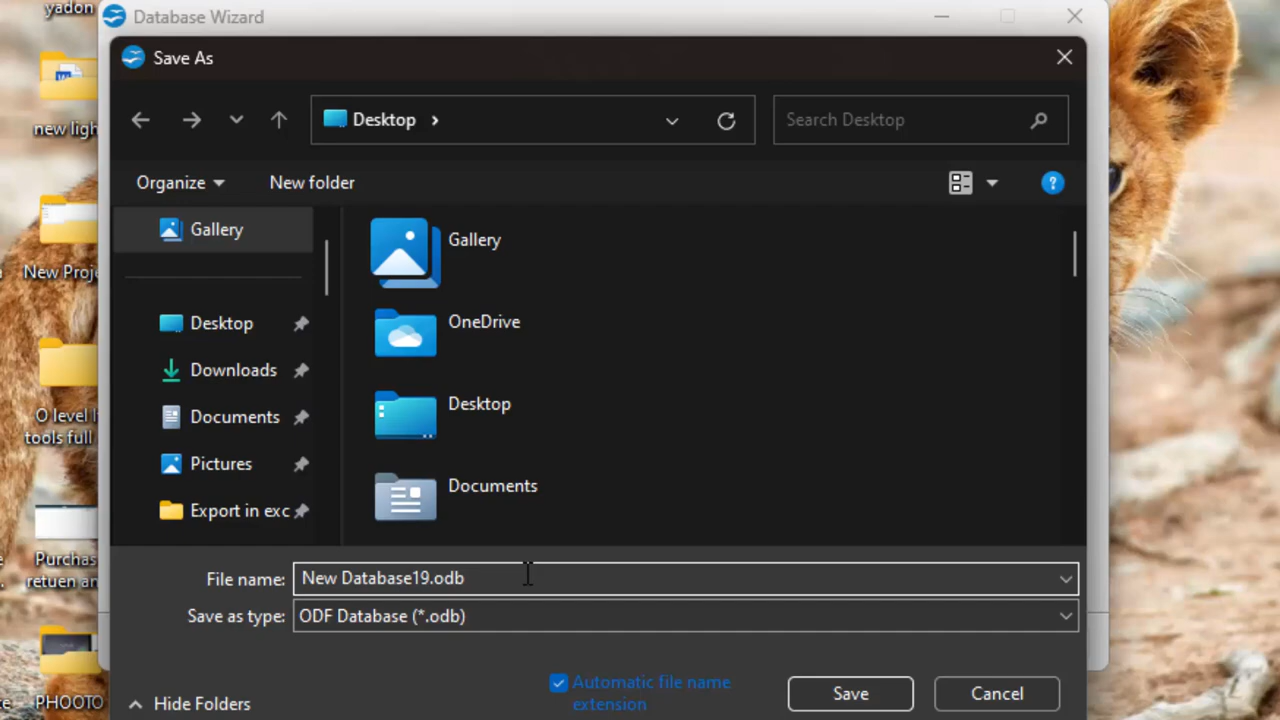 yadon
Database Wizard
Save As
new ligh
Desktop
Search Desktop
Organize
New folder
Gallery
Gallery
New Proje
Desktop
OneDrive
Downloads
Desktop
O level I
tools full
Documents
Pictures
Documents
Export in exc
Purchas
retuen an
File name: New Database19.odb
Save as type: ODF Database (*.odb)
PHOOTO
Hide Folders
Automatic file name
extension
Save
Cancel